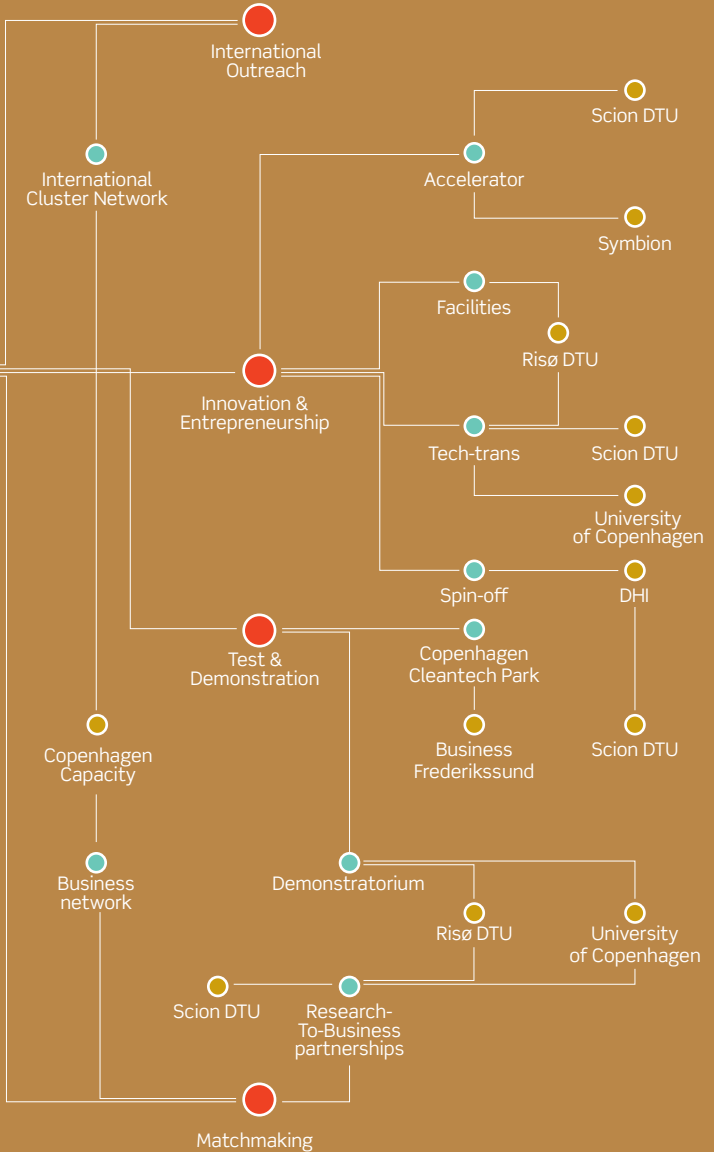 International
Outreach
Scion DTU
International
Cluster Network
Accelerator
Symbion
Facilities
Risø DTU
Innovation &
Entrepreneurship
Tech-trans
Scion DTU
University
of Copenhagen
Spin-off
DHI
Test &
Demonstration
Copenhagen
Cleantech Park
Copenhagen
Capacity
Business
Frederikssund
Scion DTU
Business
network
Demonstratorium
Risø DTU
University
of Copenhagen
Scion DTU
Research-
To-Business
partnerships
Matchmaking